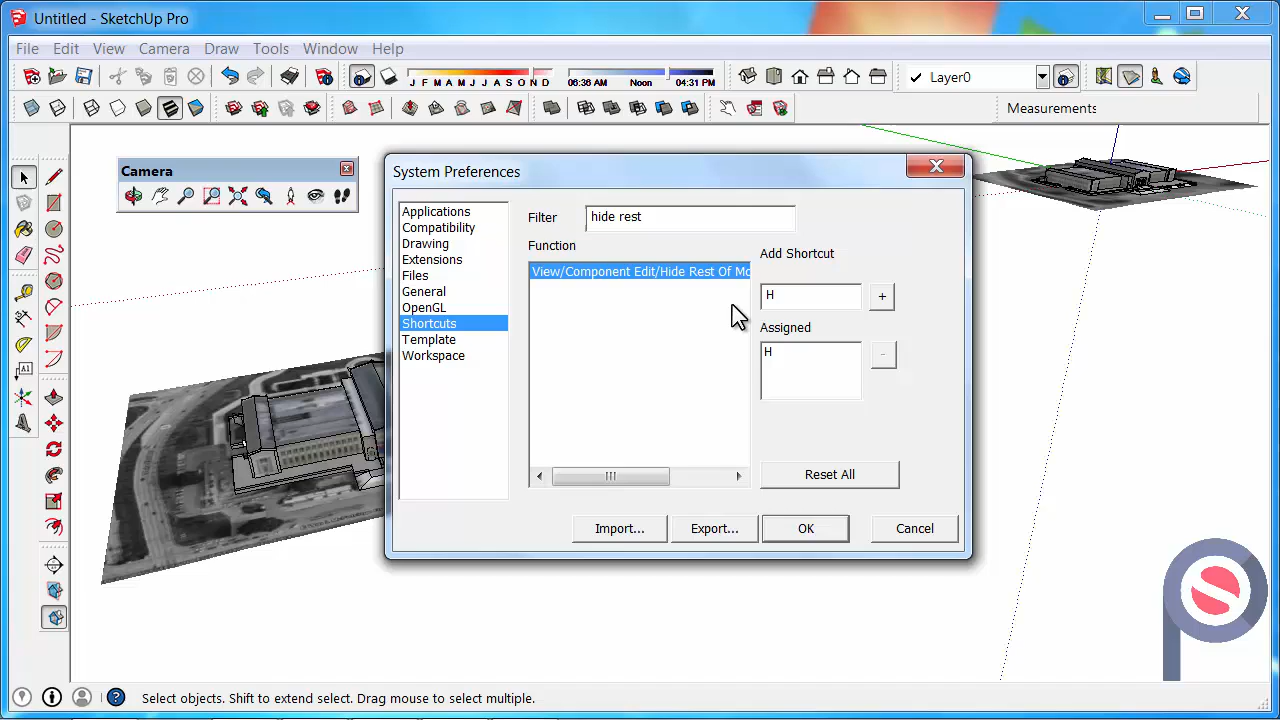 Untitled - SketchUp Pro
File Edit View Camera Draw Tools Window Help
J F M A M J J A S O N D
06:36 AM Noon 04:31 PM
Layer0
Measurements
Camera
System Preferences
Applications
Compatibility
Drawing
Extensions
Files
General
OpenGL
Shortcuts
Template
Workspace
Filter hide rest
Function
View/Component Edit/Hide Rest Of Mo
Add Shortcut
H +
Assigned
H -
Reset All
Import... Export... OK Cancel
A1
Select objects. Shift to extend select. Drag mouse to select multiple.